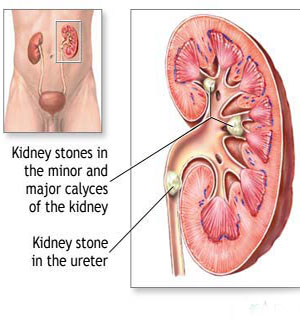 Kidney stones in
the minor and
major calyces
of the kidney
Kidney stone
in the ureter